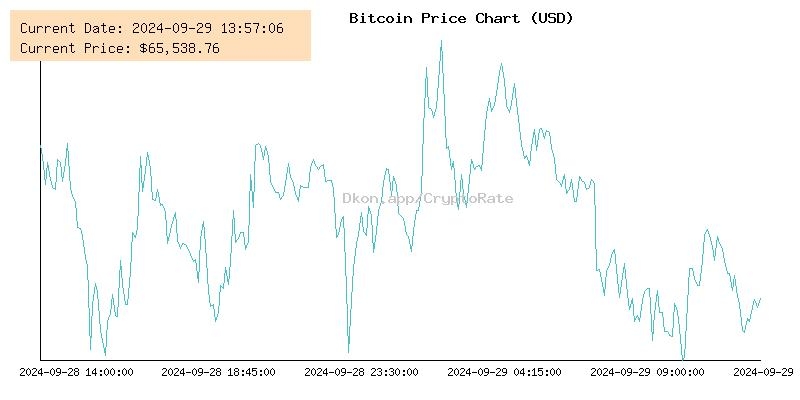 Bitcoin Price Chart (USD)
Current Date: 2024-09-29 13:57:06
Current Price: $65,538.76
Dkon.app/CryptoRate
2024-09-28 14:00:00 2024-09-28 18:45:00 2024-09-28 23:30:00 2024-09-29 04:15:00 2024-09-29 09:00:00 2024-09-29